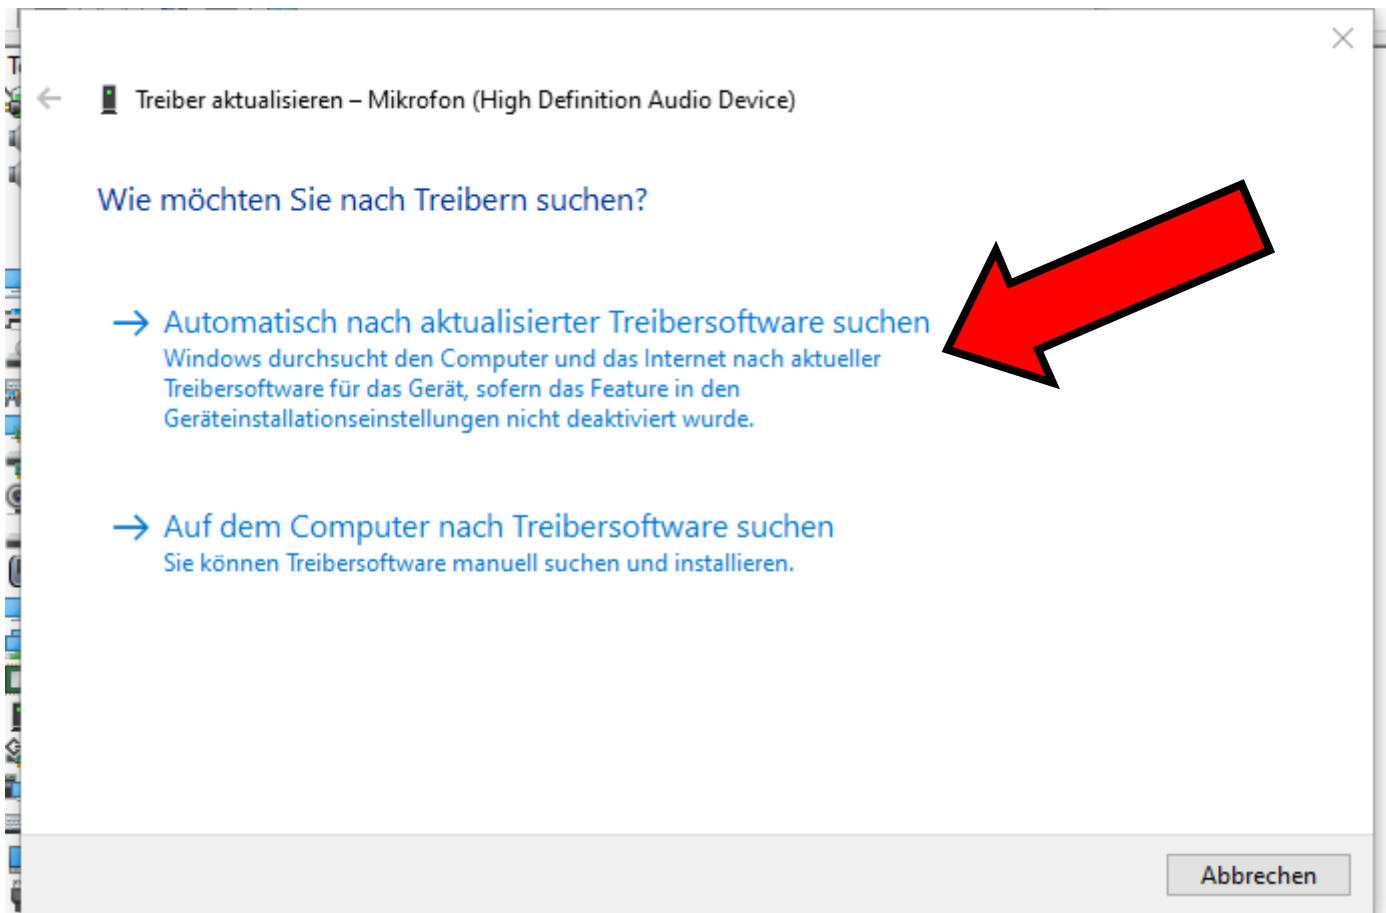 Treiber aktualisieren – Mikrofon (High Definition Audio Device)
Wie möchten Sie nach Treibern suchen?
Automatisch nach aktualisierter Treibersoftware suchen
Windows durchsucht den Computer und das Internet nach aktueller
Treibersoftware für das Gerät, sofern das Feature in den
Geräteinstallationseinstellungen nicht deaktiviert wurde.
Auf dem Computer nach Treibersoftware suchen
Sie können Treibersoftware manuell suchen und installieren.
Abbrechen